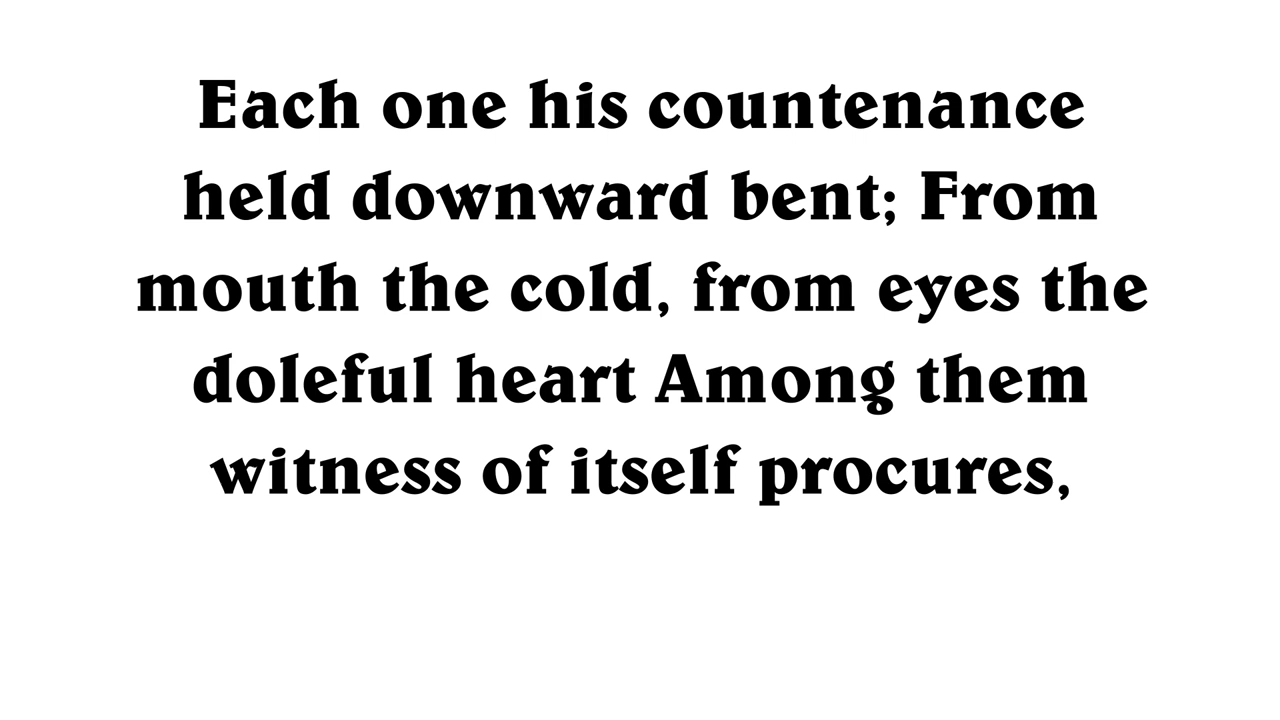 Each one his countenance
held downward bent; From
mouth the cold, from eyes the
doleful heart Among them
witness of itself procures,